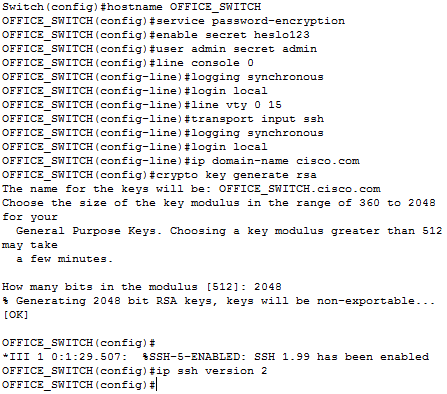 Switch(config)#hostname OFFICE_SWITCH
OFFICE_SWITCH(config)#service password-encryption
OFFICE_SWITCH(config)#enable secret heslo123
OFFICE_SWITCH(config)#user admin secret admin
OFFICE_SWITCH(config)#line console 0
OFFICE_SWITCH(config-line)#logging synchronous
OFFICE_SWITCH(config-line)#login local
OFFICE_SWITCH(config-line)#line vty 0 15
OFFICE_SWITCH(config-line)#transport input ssh
OFFICE_SWITCH(config-line)#logging synchronous
OFFICE_SWITCH(config-line)#login local
OFFICE_SWITCH(config-line)#ip domain-name cisco.com
OFFICE_SWITCH(config)#crypto key generate rsa
The name for the keys will be: OFFICE_SWITCH.cisco.com
Choose the size of the key modulus in the range of 360 to 2048
for your
General Purpose Keys. Choosing a key modulus greater than 512
may take
a few minutes.
How many bits in the modulus [512]: 2048
% Generating 2048 bit RSA keys, keys will be non-exportable...
[OK]
OFFICE_SWITCH(config)#
*III 1 0:1:29.507: %SSH-5-ENABLED: SSH 1.99 has been enabled
OFFICE_SWITCH(config)#ip ssh version 2
OFFICE_SWITCH(config)#